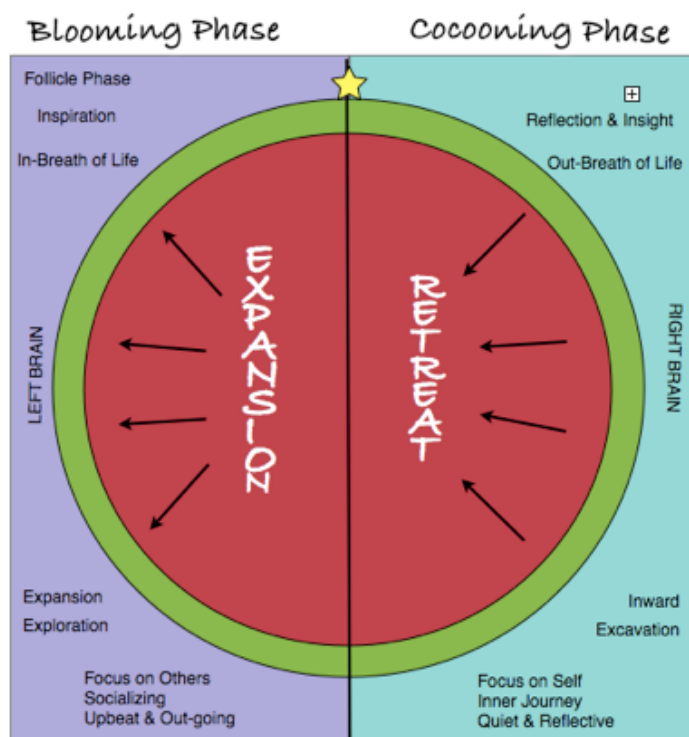 Blooming Phase
Cocooning Phase
Follicle Phase
Inspiration
In-Breath of Life
Reflection & Insight
Out-Breath of Life
LEFT BRAIN
EXPANSION
RETREAT
RIGHT BRAIN
Expansion
Exploration
Inward
Excavation
Focus on Others
Socializing
Upbeat & Out-going
Focus on Self
Inner Journey
Quiet & Reflective